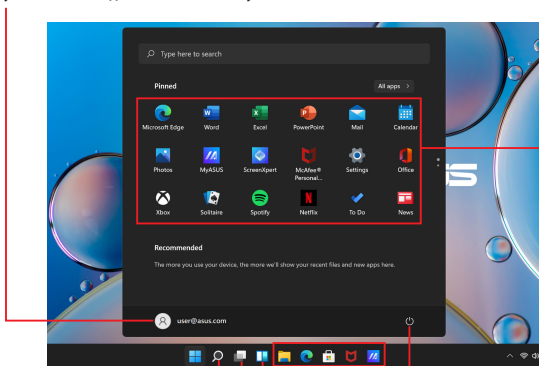 Type here to search
Pinned
All apps >
Microsoft Edge Word Excel PowerPoint Mail Calendar
Photos MyASUS ScreenXpert McAfee® Personal... Settings Office
Xbox Solitaire Spotify Netflix To Do News
Recommended
The more you use your device, the more we'll show your recent files and new apps here.
user@asus.com